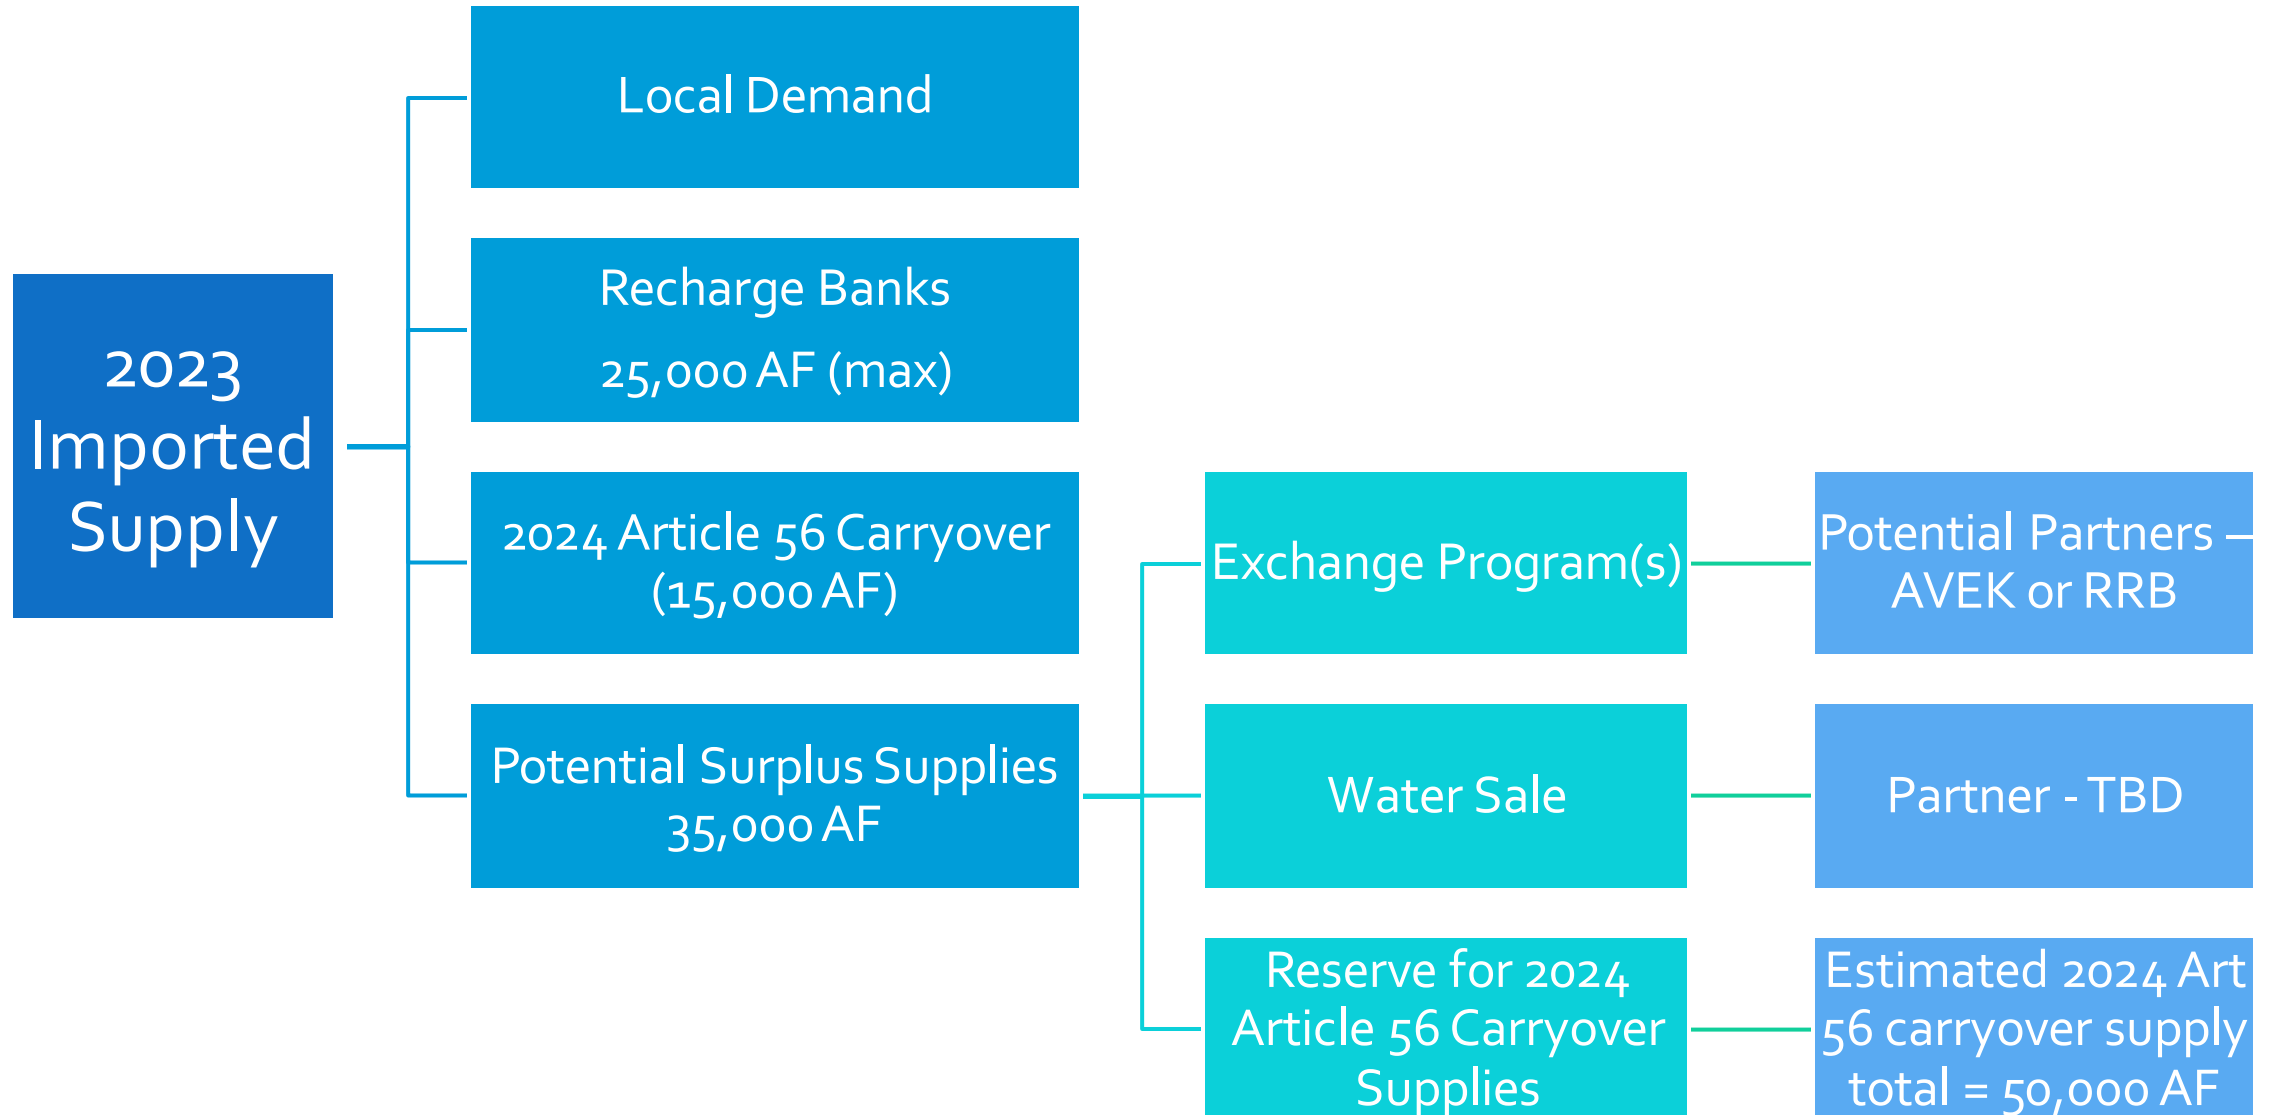 2023
Imported
Supply
Local Demand
Recharge Banks
25,000 AF (max)
2024 Article 56 Carryover
(15,000 AF)
Potential Surplus Supplies
35,000 AF
Exchange Program(s)
Water Sale
Reserve for 2024
Article 56 Carryover
Supplies
Potential Partners –
AVEK or RRB
Partner - TBD
Estimated 2024 Art
56 carryover supply
total = 50,000 AF